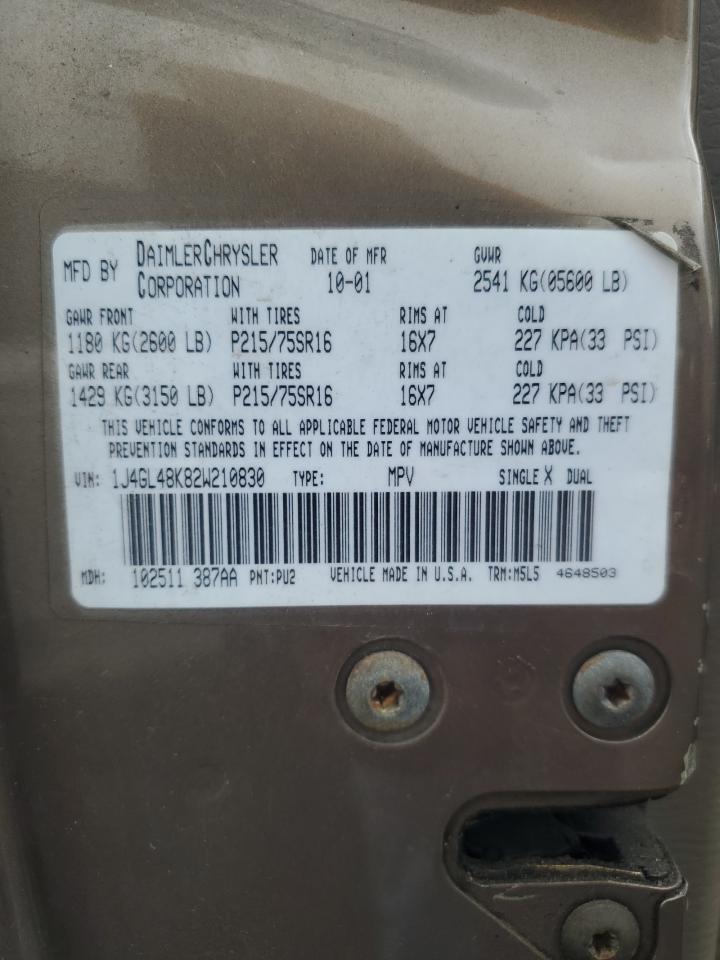 MFD BY DAIMLERCHRYSLER CORPORATION DATE OF MFR 10-01 GVWR 2541 KG(05600 LB)
GAWR FRONT WITH TIRES RIMS AT COLD
1180 KG(2600 LB) P215/75SR16 16X7 227 KPA(33 PSI)
GAWR REAR WITH TIRES RIMS AT COLD
1429 KG(3150 LB) P215/75SR16 16X7 227 KPA(33 PSI)
THIS VEHICLE CONFORMS TO ALL APPLICABLE FEDERAL MOTOR VEHICLE SAFETY AND THEFT
PREVENTION STANDARDS IN EFFECT ON THE DATE OF MANUFACTURE SHOWN ABOVE.
VIN: 1J4GL48K82W210830 TYPE: MPV SINGLE X DUAL
MDH: 102511 387AA PNT:PU2 VEHICLE MADE IN U.S.A. TRM:M5L5 4648503